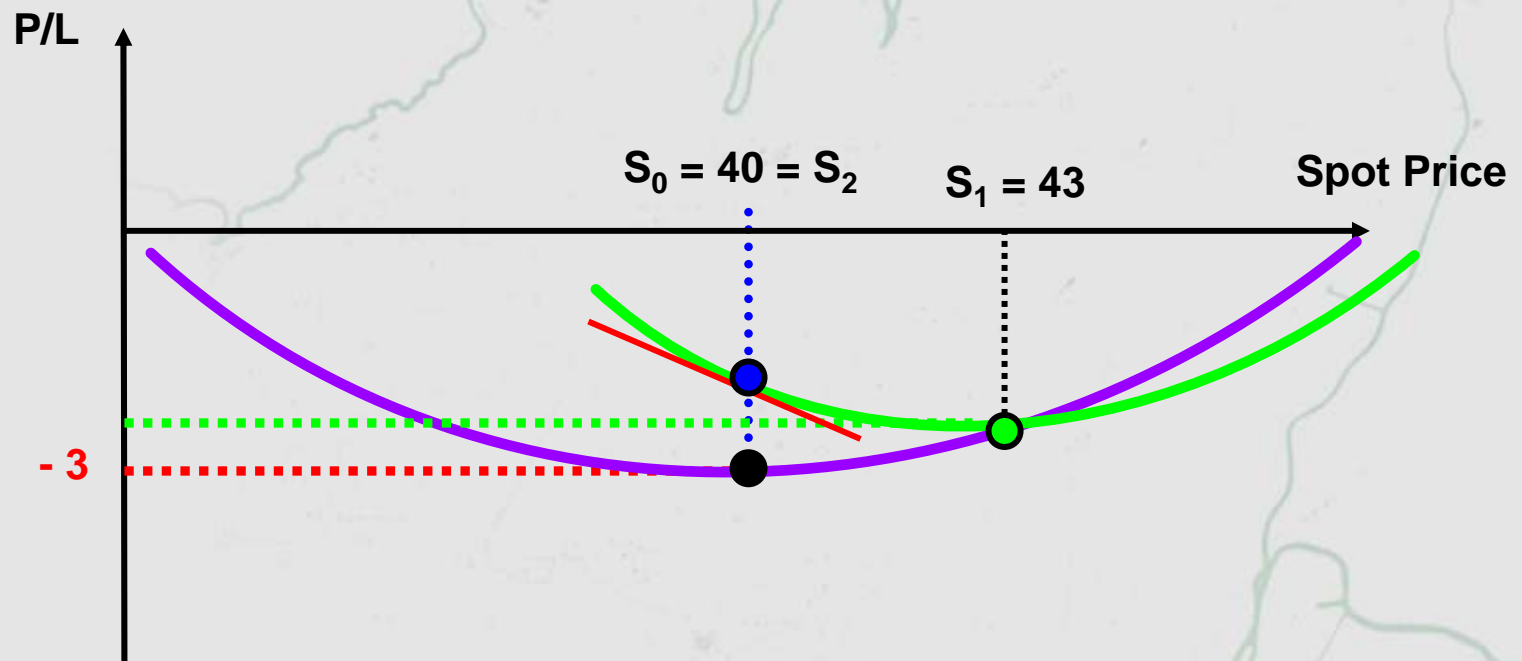 P/L
S₀ = 40 = S₂
S₁ = 43
Spot Price
- 3